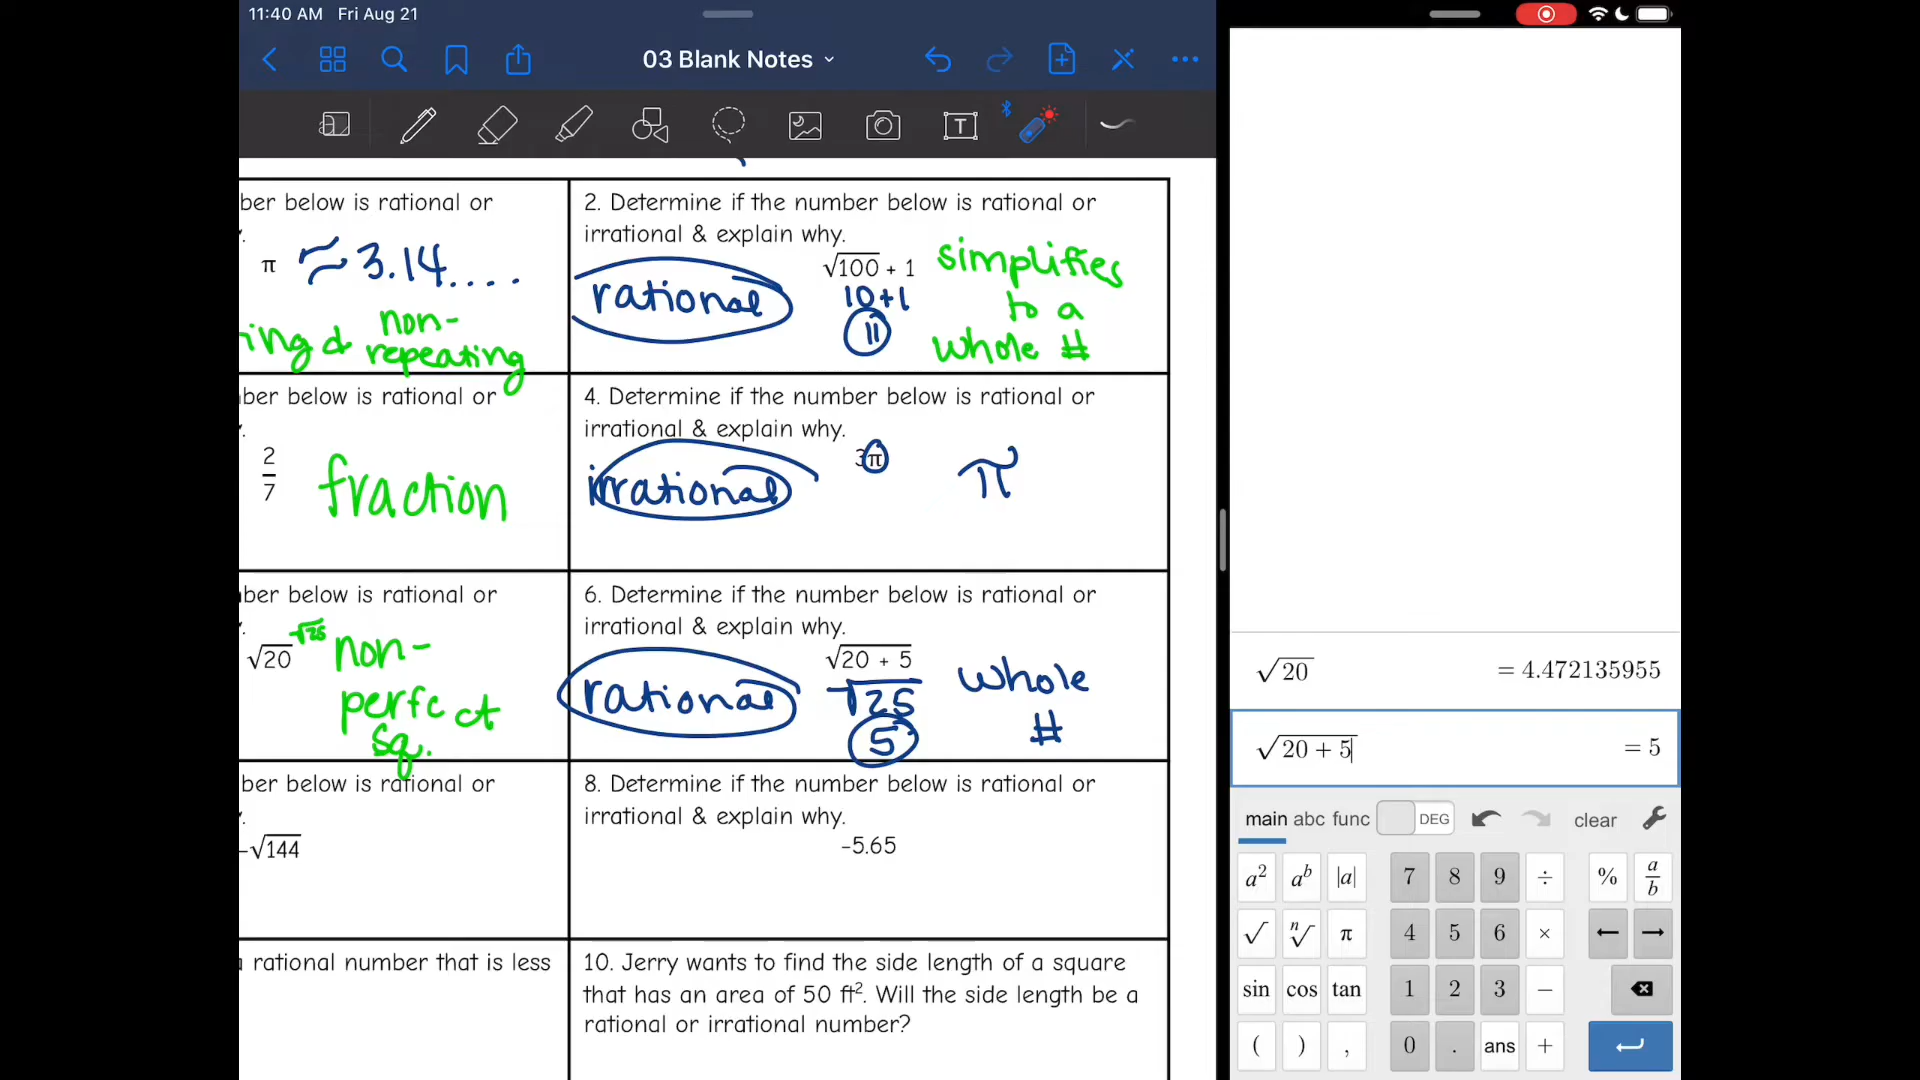 11:40 AM Fri Aug 21
03 Blank Notes
ber below is rational or
π ≈ 3.14....
ing & non-
repeating
2. Determine if the number below is rational or
irrational & explain why.
√100 + 1
rational
10+1
11
simplifies
to a
whole #
ber below is rational or
2/7
fraction
4. Determine if the number below is rational or
irrational & explain why.
3π
irrational
π
ber below is rational or
√20
√25
non-
perfect
sq.
6. Determine if the number below is rational or
irrational & explain why.
√20 + 5
rational
√25
5
whole
#
ber below is rational or
-√144
8. Determine if the number below is rational or
irrational & explain why.
-5.65
a rational number that is less
10. Jerry wants to find the side length of a square
that has an area of 50 ft². Will the side length be a
rational or irrational number?
√20 = 4.472135955
√20 + 5 = 5
main abc func DEG clear
a² aᵇ |a| 7 8 9 ÷ % a/b
√ ⁿ√ π 4 5 6 × ← →
sin cos tan 1 2 3 −
( ) , 0 . ans +